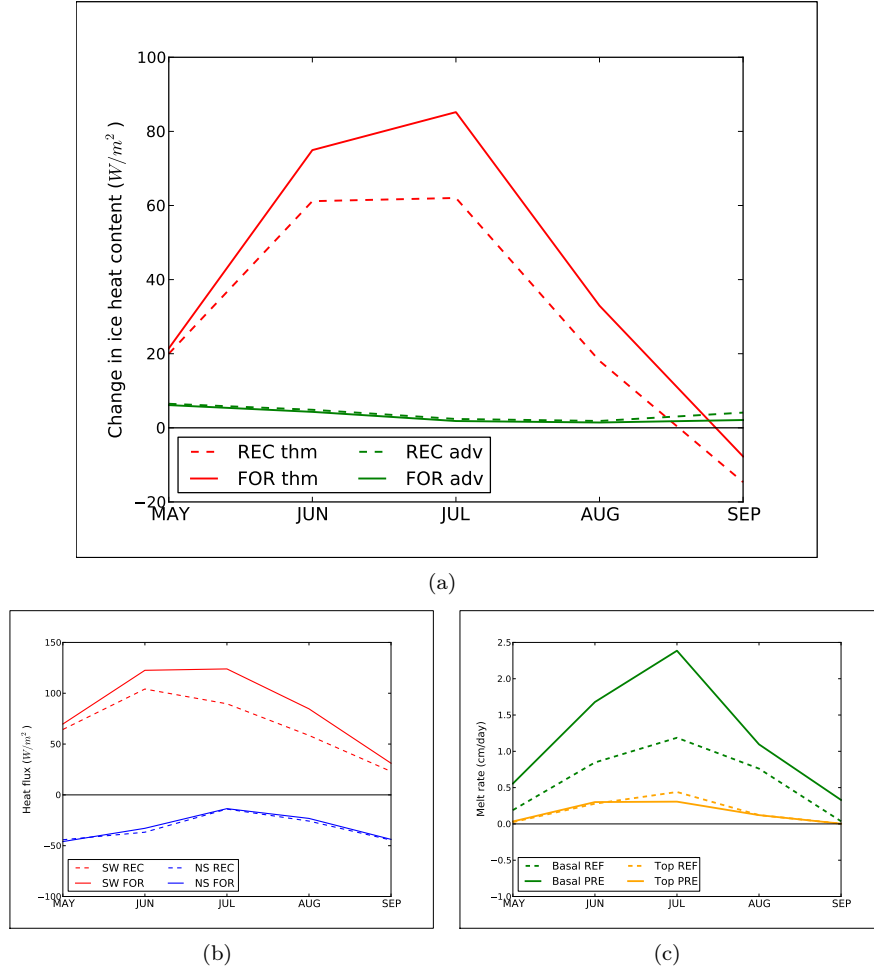 100
80
60
40
20
0
−20
Change in ice heat content (W/m²)
MAY JUN JUL AUG SEP
REC thm REC adv
FOR thm FOR adv
(a)
150
100
50
0
−50
−100
Heat flux (W/m²)
MAY JUN JUL AUG SEP
SW REC NS REC
SW FOR NS FOR
(b)
2.5
2.0
1.5
1.0
0.5
0.0
−0.5
−1.0
Melt rate (cm/day)
MAY JUN JUL AUG SEP
Basal REF Top REF
Basal PRE Top PRE
(c)